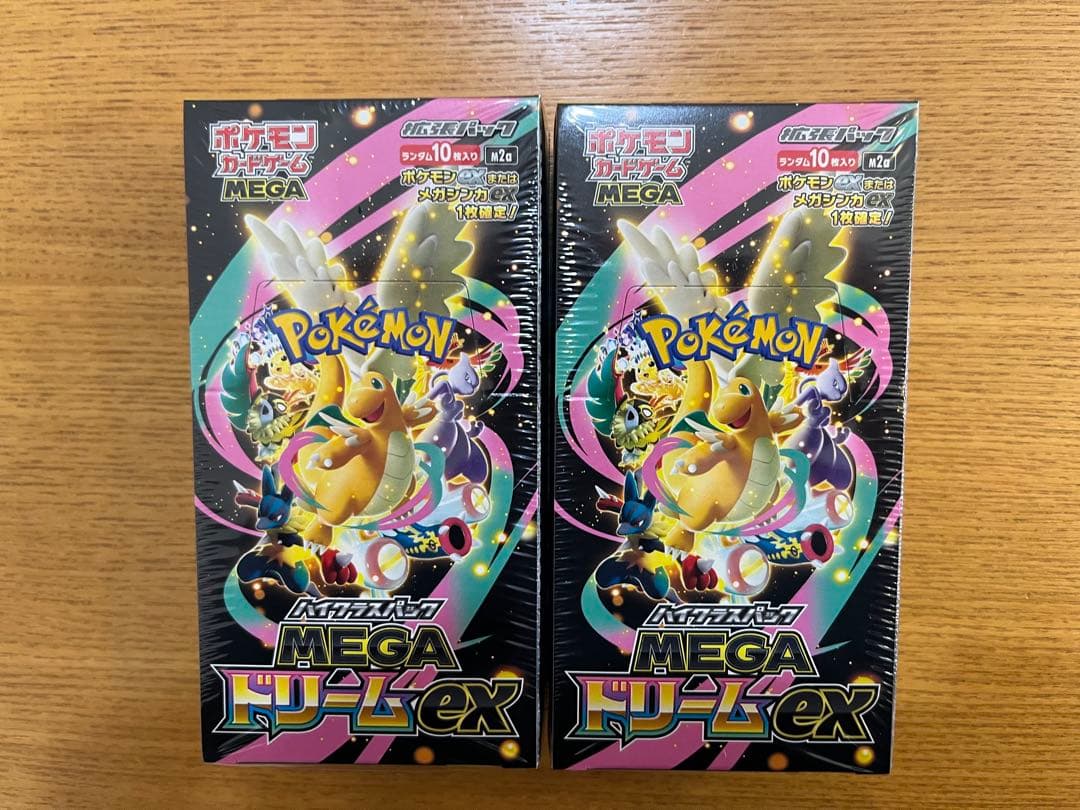 ポケモン
カードゲーム
MEGA
拡張パック
ランダム10枚入り M2a
ポケモンexまたは
メガシンカex
1枚確定!
POKÉMON
ハイクラスパック
MEGA
ドリームex
ポケモン
カードゲーム
MEGA
拡張パック
ランダム10枚入り M2a
ポケモンexまたは
メガシンカex
1枚確定!
POKÉMON
ハイクラスパック
MEGA
ドリームex